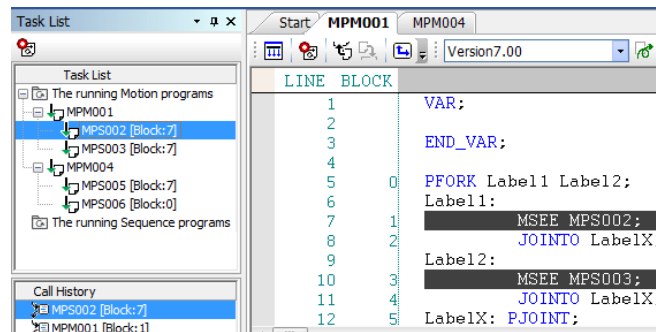 Task List
Task List
The running Motion programs
MPM001
MPS002 [Block:7]
MPS003 [Block:7]
MPM004
MPS005 [Block:7]
MPS006 [Block:0]
The running Sequence programs
Call History
MPS002 [Block:7]
MPM001 [Block:1]
Start MPM001 MPM004
Version7.00
LINE BLOCK
1 VAR;
2
3 END_VAR;
4
5 0 PFORK Label1 Label2;
6 Label1:
7 1 MSEE MPS002;
8 2 JOINTO LabelX
9 Label2:
10 3 MSEE MPS003;
11 4 JOINTO LabelX
12 5 LabelX: PJOINT;